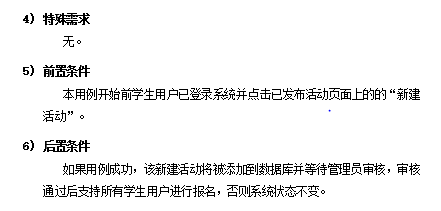 4）特殊需求
无。
5）前置条件
本用例开始前学生用户已登录系统并点击已发布活动页面上的的“新建
活动”。
6）后置条件
如果用例成功，该新建活动将被添加到数据库并等待管理员审核，审核
通过后支持所有学生用户进行报名，否则系统状态不变。